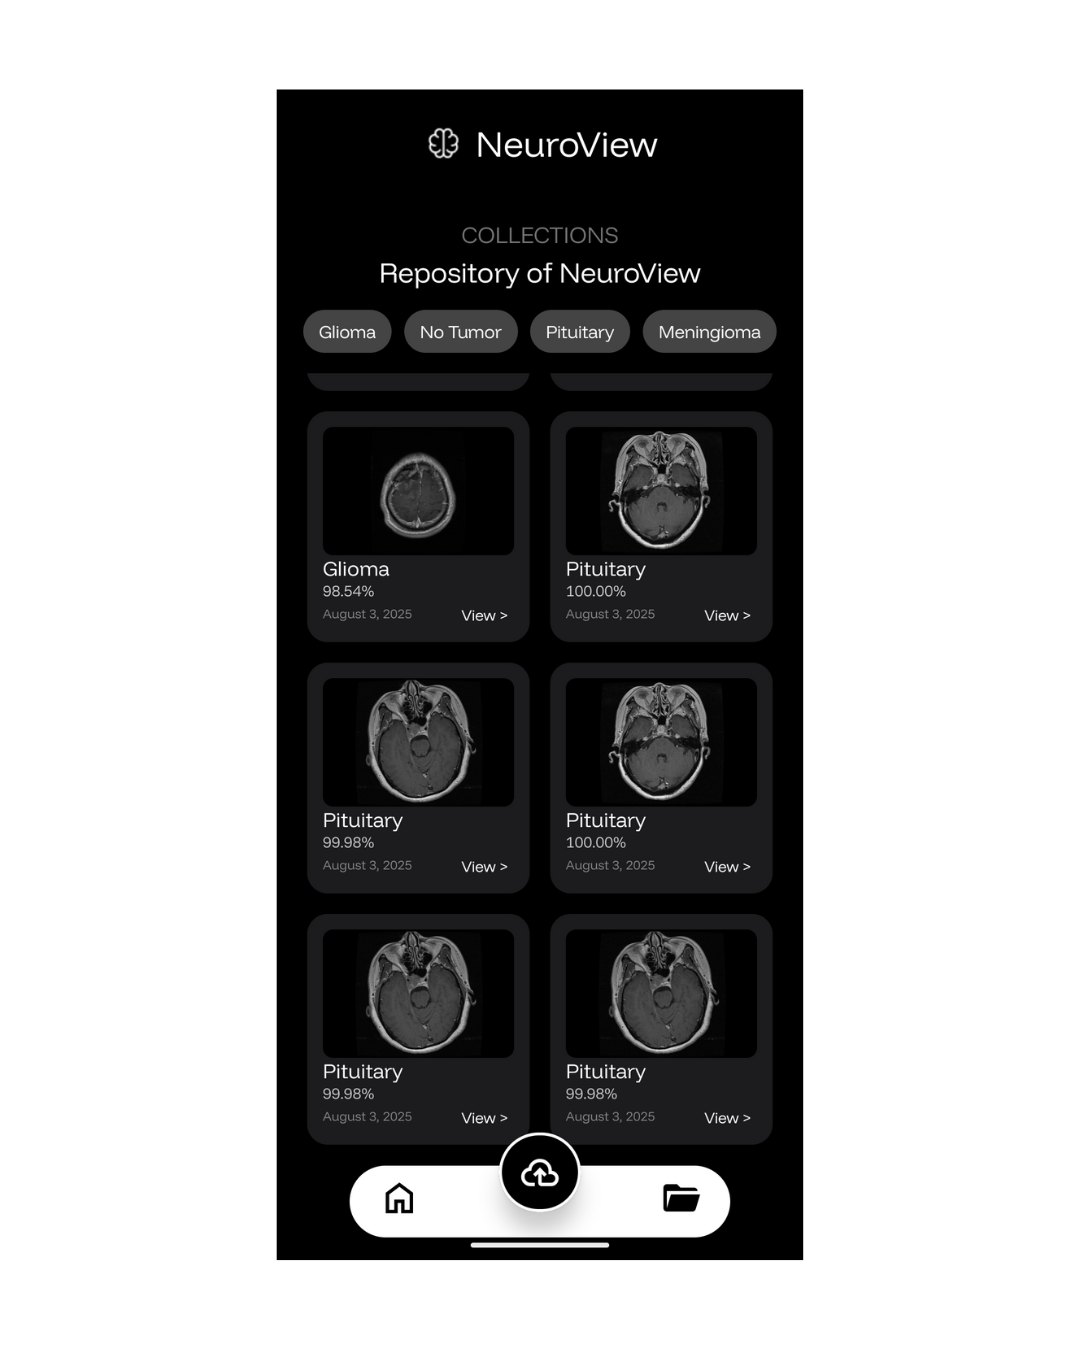 NeuroView
COLLECTIONS
Repository of NeuroView
Glioma No Tumor Pituitary Meningioma
Glioma
98.54%
August 3, 2025 View >
Pituitary
100.00%
August 3, 2025 View >
Pituitary
99.98%
August 3, 2025 View >
Pituitary
100.00%
August 3, 2025 View >
Pituitary
99.98%
August 3, 2025 View >
Pituitary
99.98%
August 3, 2025 View >